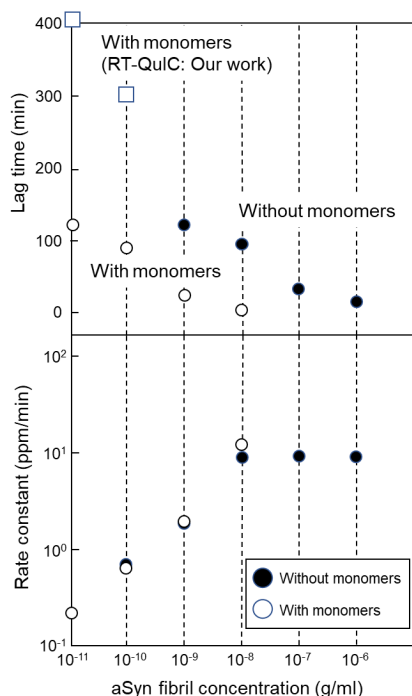 400
With monomers
(RT-QuIC: Our work)
300
200
Without monomers
100
With monomers
0
Lag time (min)
10²
10¹
10⁰
10⁻¹
Rate constant (ppm/min)
Without monomers
With monomers
10⁻¹¹ 10⁻¹⁰ 10⁻⁹ 10⁻⁸ 10⁻⁷ 10⁻⁶
aSyn fibril concentration (g/ml)